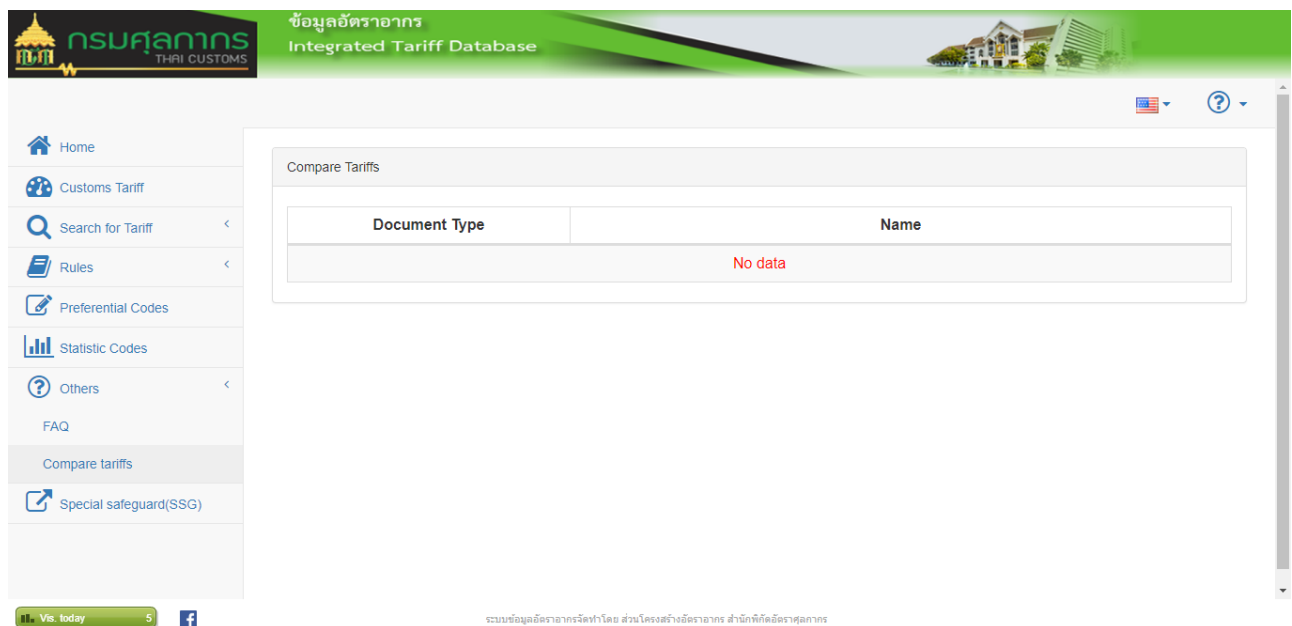 กรมศุลกากร
THAI CUSTOMS
ข้อมูลอัตราอากร
Integrated Tariff Database
Home
Customs Tariff
Search for Tariff
Rules
Preferential Codes
Statistic Codes
Others
FAQ
Compare tariffs
Special safeguard(SSG)
Compare Tariffs
Document Type Name
No data
Vis. today 5
ระบบข้อมูลอัตราอากรจัดทำโดย ส่วนโครงสร้างอัตราอากร สำนักพิกัดอัตราศุลกากร